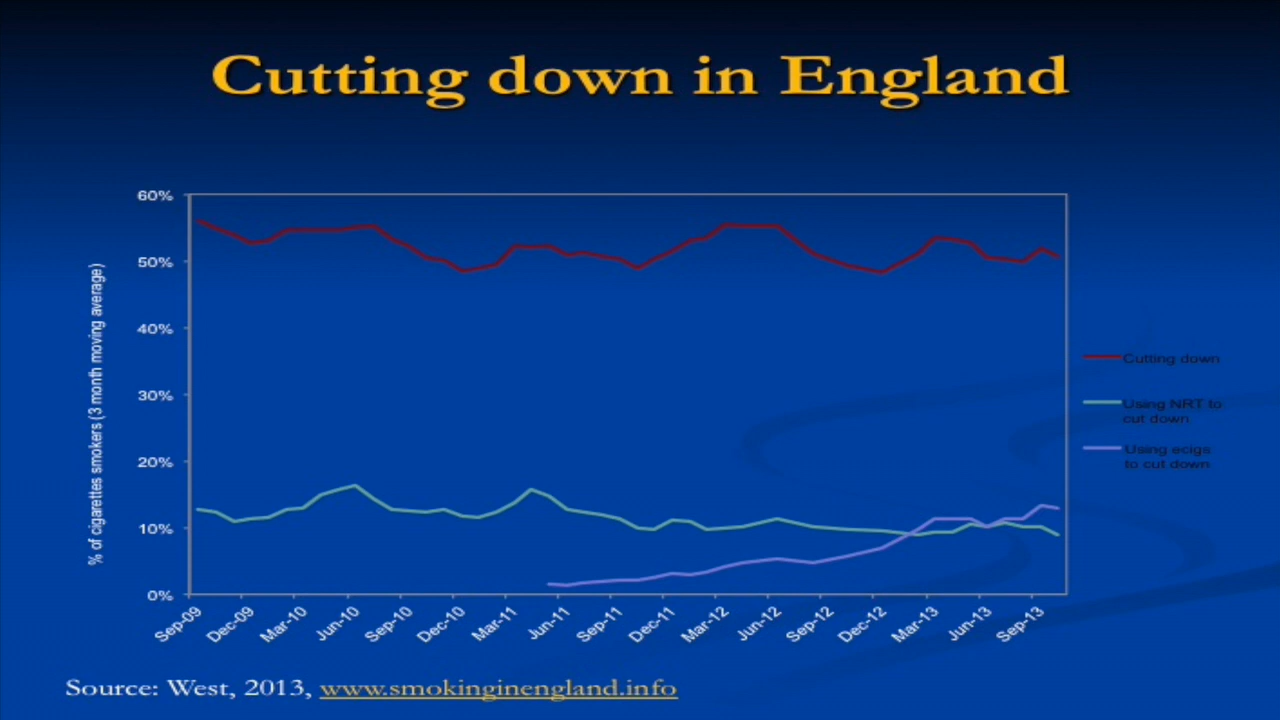 Cutting down in England
% of cigarettes smokers (3 month moving average)
60%
50%
40%
30%
20%
10%
0%
Sep-09
Dec-09
Mar-10
Jun-10
Sep-10
Dec-10
Mar-11
Jun-11
Sep-11
Dec-11
Mar-12
Jun-12
Sep-12
Dec-12
Mar-13
Jun-13
Sep-13
Cutting down
Using NRT to
cut down
Using ecigs
to cut down
Source: West, 2013, www.smokinginengland.info